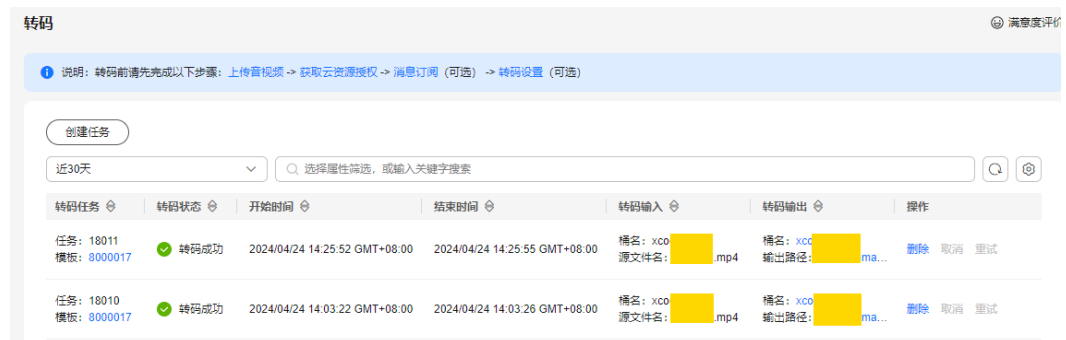 转码
满意度评价
说明：转码前请先完成以下步骤：上传音视频 -> 获取云资源授权 -> 消息订阅（可选） -> 转码设置（可选）
创建任务
近30天
选择属性筛选，或输入关键字搜索
转码任务 转码状态 开始时间 结束时间 转码输入 转码输出 操作
任务：18011 转码成功 2024/04/24 14:25:52 GMT+08:00 2024/04/24 14:25:55 GMT+08:00 桶名：xco 桶名：xcc 删除 取消 重试
模板：8000017 源文件名： .mp4 输出路径： ma...
任务：18010 转码成功 2024/04/24 14:03:22 GMT+08:00 2024/04/24 14:03:26 GMT+08:00 桶名：xco 桶名：xco 删除 取消 重试
模板：8000017 源文件名： .mp4 输出路径： ma...